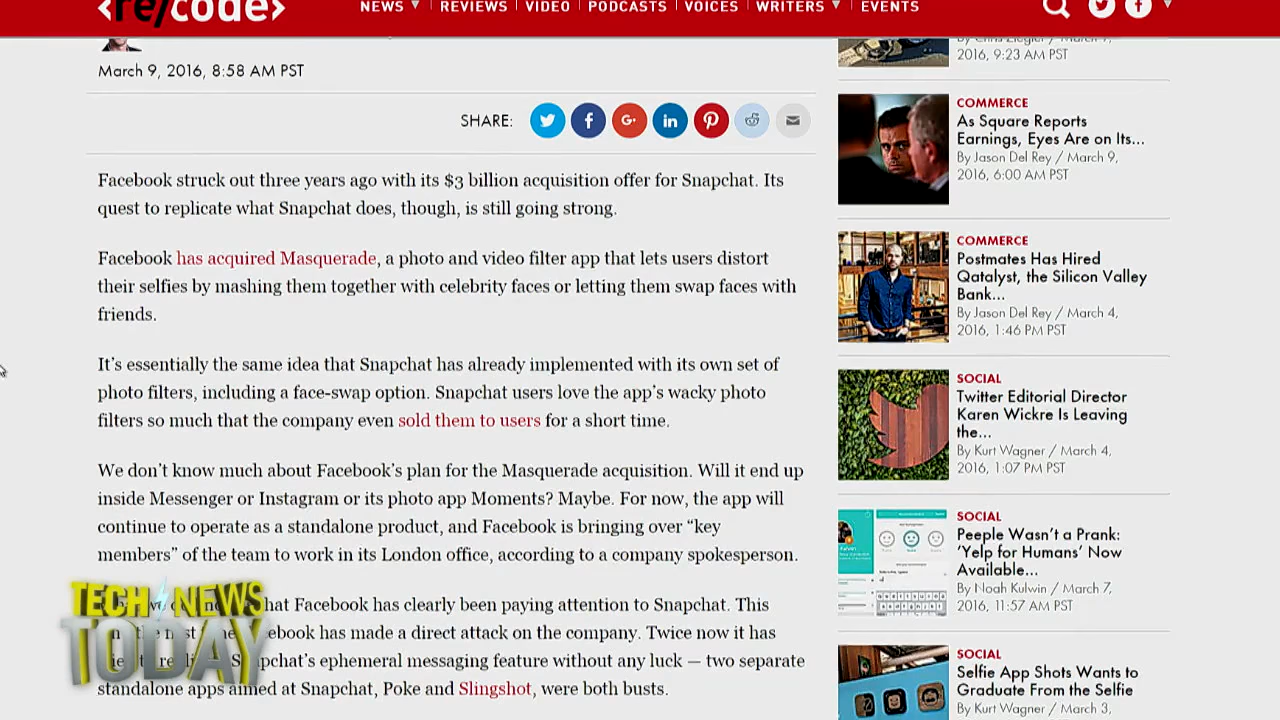 <re/code>
NEWS REVIEWS VIDEO PODCASTS VOICES WRITERS EVENTS
March 9, 2016, 8:58 AM PST
SHARE:
Facebook struck out three years ago with its $3 billion acquisition offer for Snapchat. Its
quest to replicate what Snapchat does, though, is still going strong.
Facebook has acquired Masquerade, a photo and video filter app that lets users distort
their selfies by mashing them together with celebrity faces or letting them swap faces with
friends.
It's essentially the same idea that Snapchat has already implemented with its own set of
photo filters, including a face-swap option. Snapchat users love the app's wacky photo
filters so much that the company even sold them to users for a short time.
We don't know much about Facebook's plan for the Masquerade acquisition. Will it end up
inside Messenger or Instagram or its photo app Moments? Maybe. For now, the app will
continue to operate as a standalone product, and Facebook is bringing over “key
members” of the team to work in its London office, according to a company spokesperson.
that Facebook has clearly been paying attention to Snapchat. This
Facebook has made a direct attack on the company. Twice now it has
Snapchat's ephemeral messaging feature without any luck — two separate
standalone apps aimed at Snapchat, Poke and Slingshot, were both busts.
TECH NEWS
TODAY
By Chris Ziegler / March 9,
2016, 9:23 AM PST
COMMERCE
As Square Reports
Earnings, Eyes Are on Its...
By Jason Del Rey / March 9,
2016, 6:00 AM PST
COMMERCE
Postmates Has Hired
Qatalyst, the Silicon Valley
Bank...
By Jason Del Rey / March 4,
2016, 1:46 PM PST
SOCIAL
Twitter Editorial Director
Karen Wickre Is Leaving
the...
By Kurt Wagner / March 4,
2016, 1:07 PM PST
SOCIAL
Peeple Wasn't a Prank:
'Yelp for Humans' Now
Available...
By Noah Kulwin / March 7,
2016, 11:57 AM PST
SOCIAL
Selfie App Shots Wants to
Graduate From the Selfie
By Kurt Wagner / March 3,